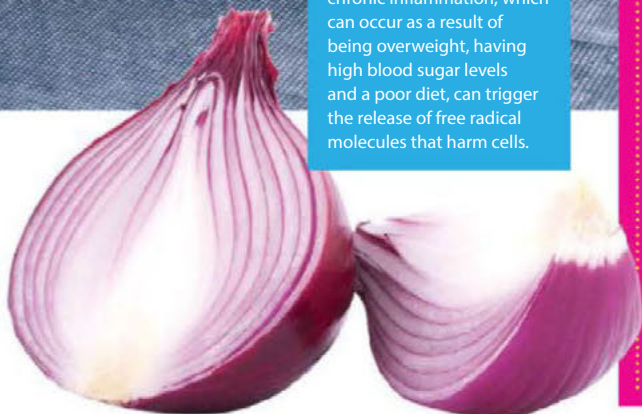 chronic inflammation, which
can occur as a result of
being overweight, having
high blood sugar levels
and a poor diet, can trigger
the release of free radical
molecules that harm cells.